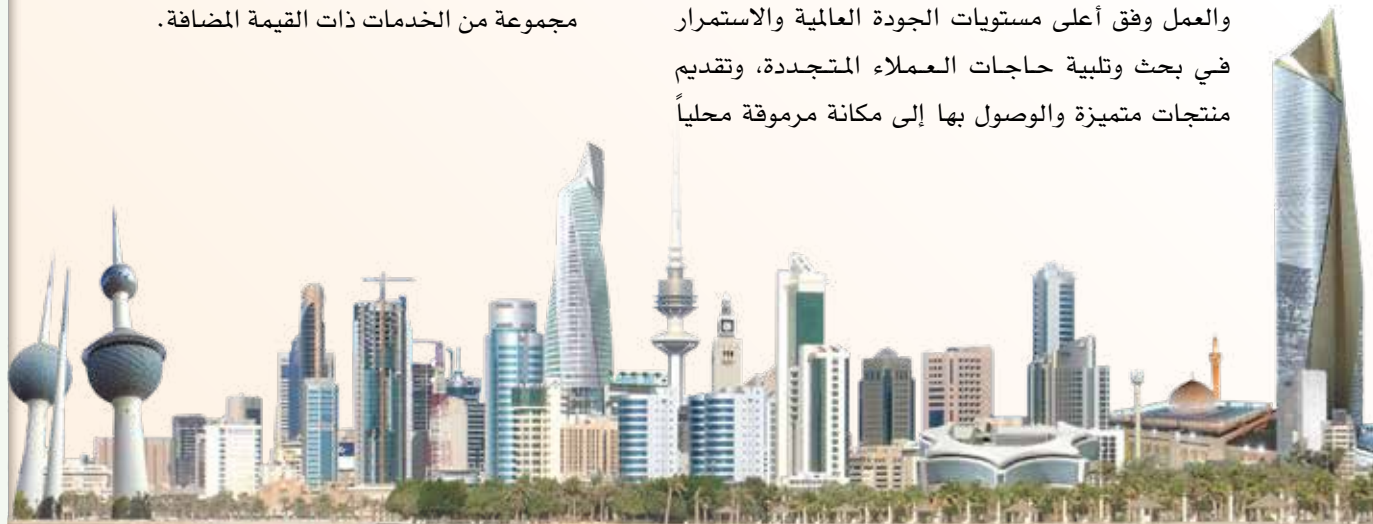 والعمل وفق أعلى مستويات الجودة العالمية والاستمرار
في بحث وتلبية حاجات العملاء المتجددة، وتقديم
منتجات متميزة والوصول بها إلى مكانة مرموقة محلياً
مجموعة من الخدمات ذات القيمة المضافة.